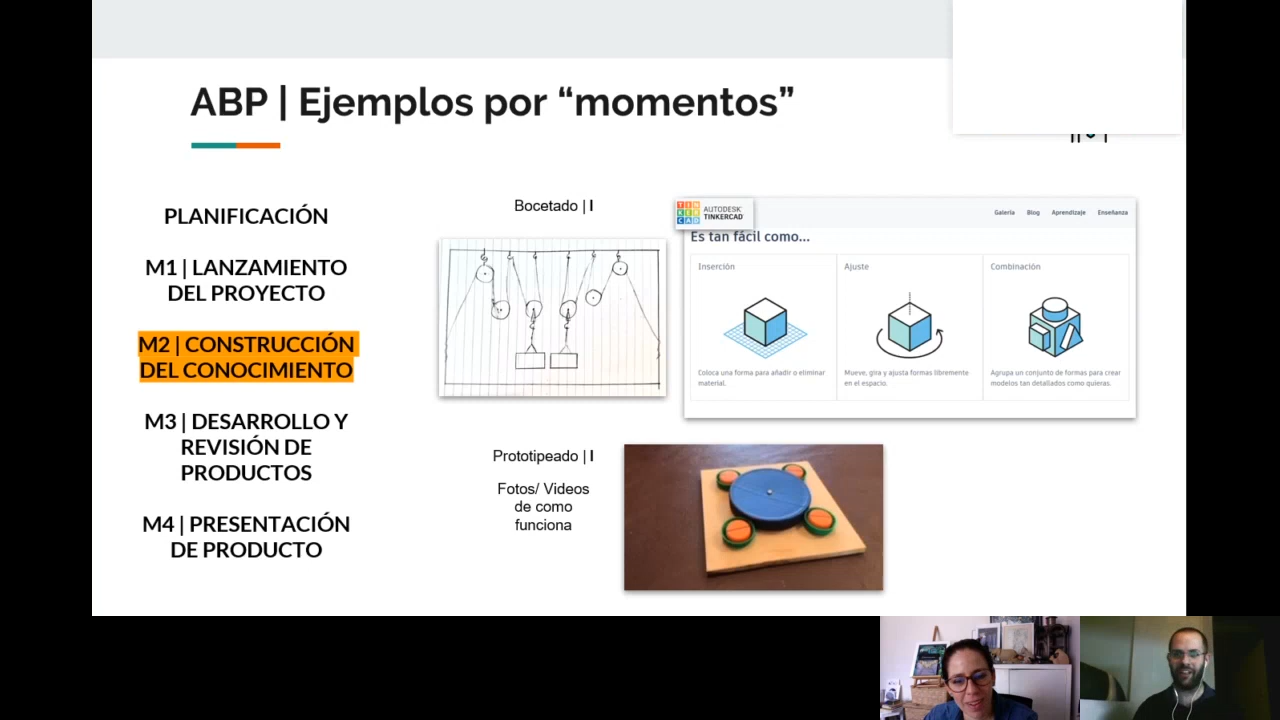 ABP | Ejemplos por “momentos”
PLANIFICACIÓN
M1 | LANZAMIENTO
DEL PROYECTO
M2 | CONSTRUCCIÓN
DEL CONOCIMIENTO
M3 | DESARROLLO Y
REVISIÓN DE
PRODUCTOS
M4 | PRESENTACIÓN
DE PRODUCTO
Bocetado | I
TIN
KER
CAD
AUTODESK
TINKERCAD
Galería Blog Aprendizaje Enseñanza
Es tan fácil como...
Inserción
Coloca una forma para añadir o eliminar
material.
Ajuste
Mueve, gira y ajusta formas libremente
en el espacio.
Combinación
Agrupa un conjunto de formas para crear
modelos tan detallados como quieras.
Prototipeado | I
Fotos/ Videos
de como
funciona